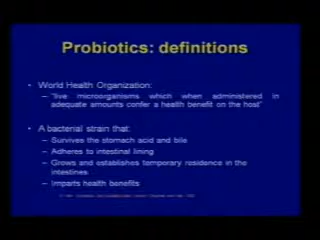 Probiotics: definitions
• World Health Organization:
– "live microorganisms which when administered in
adequate amounts confer a health benefit on the host"
• A bacterial strain that:
– Survives the stomach acid and bile
– Adheres to intestinal lining
– Grows and establishes temporary residence in the
intestines
– Imparts health benefits